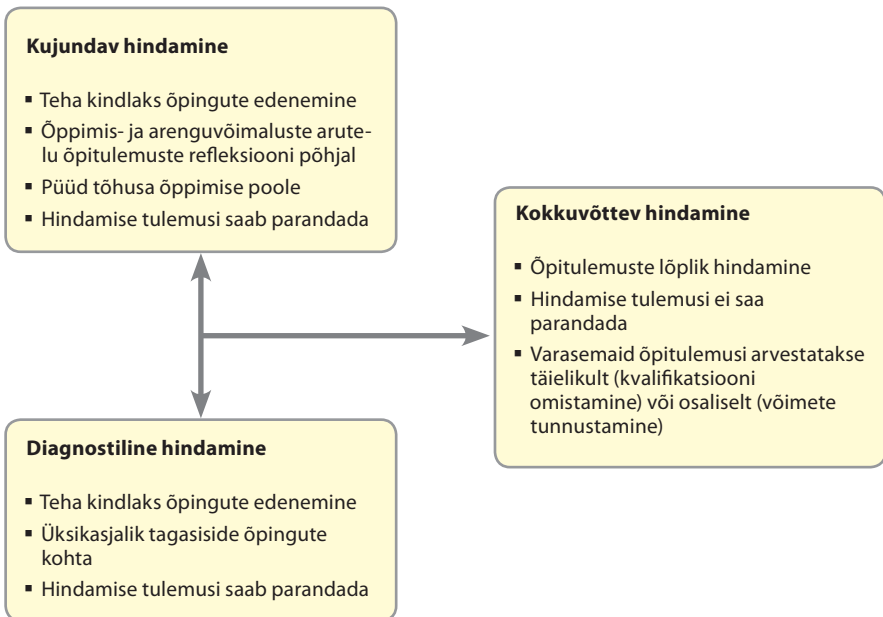 Kujundav hindamine
▪ Teha kindlaks õpingute edenemine
▪ Õppimis- ja arenguvõimaluste arute-
lu õpitulemuste refleksiooni põhjal
▪ Püüd tõhusa õppimise poole
▪ Hindamise tulemusi saab parandada
Kokkuvõttev hindamine
▪ Õpitulemuste lõplik hindamine
▪ Hindamise tulemusi ei saa
parandada
▪ Varasemaid õpitulemusi arvestatakse
täielikult (kvalifikatsiooni
omistamine) või osaliselt (võimete
tunnustamine)
Diagnostiline hindamine
▪ Teha kindlaks õpingute edenemine
▪ Üksikasjalik tagasiside õpingute
kohta
▪ Hindamise tulemusi saab parandada